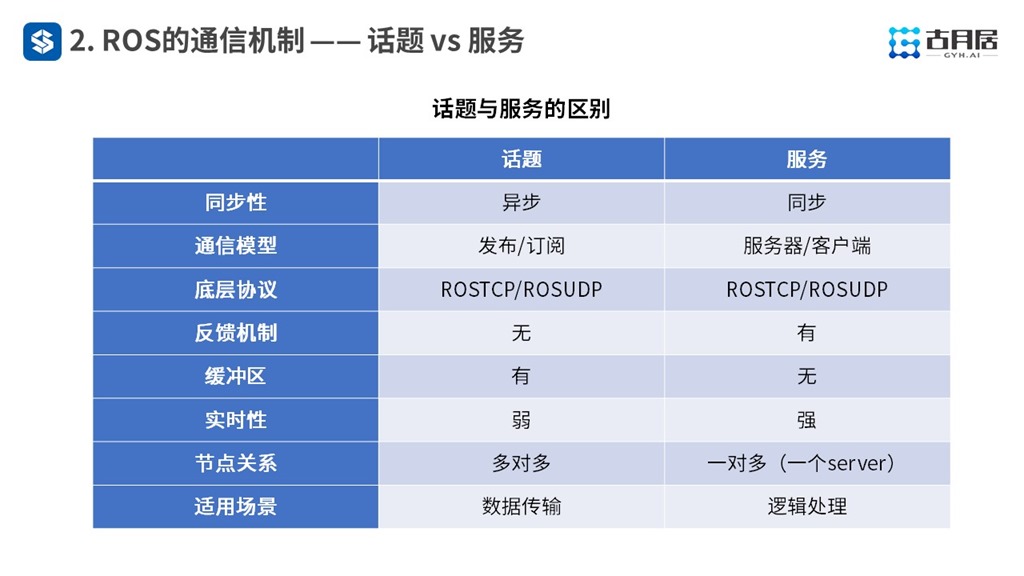 2. ROS的通信机制 —— 话题 vs 服务
古月居
GYH.AI
话题与服务的区别
话题 服务
同步性 异步 同步
通信模型 发布/订阅 服务器/客户端
底层协议 ROSTCP/ROSUDP ROSTCP/ROSUDP
反馈机制 无 有
缓冲区 有 无
实时性 弱 强
节点关系 多对多 一对多（一个server）
适用场景 数据传输 逻辑处理